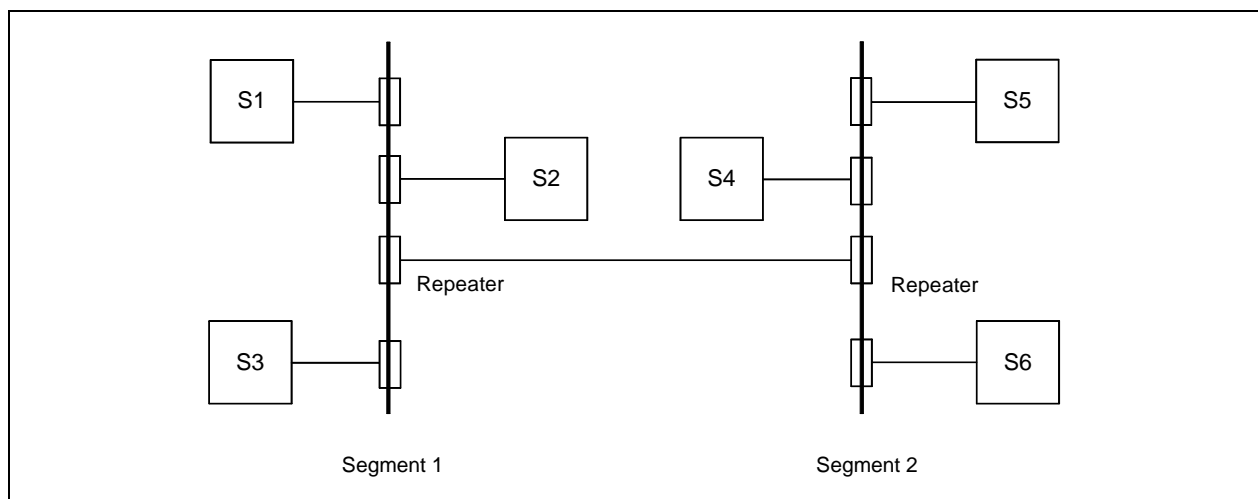 S1
S5
S2
S4
Repeater
Repeater
S3
S6
Segment 1
Segment 2